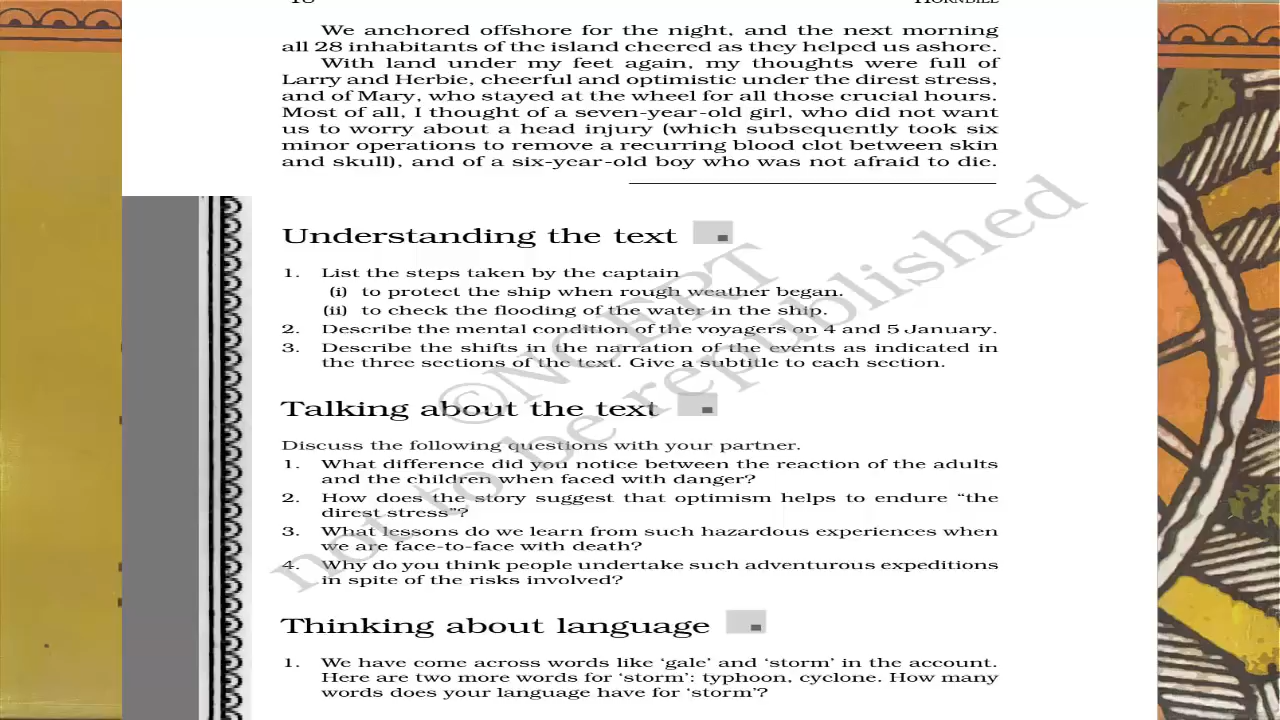 We anchored offshore for the night, and the next morning
all 28 inhabitants of the island cheered as they helped us ashore.
With land under my feet again, my thoughts were full of
Larry and Herbie, cheerful and optimistic under the direst stress,
and of Mary, who stayed at the wheel for all those crucial hours.
Most of all, I thought of a seven-year-old girl, who did not want
us to worry about a head injury (which subsequently took six
minor operations to remove a recurring blood clot between skin
and skull), and of a six-year-old boy who was not afraid to die.
Understanding the text
1. List the steps taken by the captain
(i) to protect the ship when rough weather began.
(ii) to check the flooding of the water in the ship.
2. Describe the mental condition of the voyagers on 4 and 5 January.
3. Describe the shifts in the narration of the events as indicated in
the three sections of the text. Give a subtitle to each section.
Talking about the text
Discuss the following questions with your partner.
1. What difference did you notice between the reaction of the adults
and the children when faced with danger?
2. How does the story suggest that optimism helps to endure “the
direst stress”?
3. What lessons do we learn from such hazardous experiences when
we are face-to-face with death?
4. Why do you think people undertake such adventurous expeditions
in spite of the risks involved?
Thinking about language
1. We have come across words like ‘gale’ and ‘storm’ in the account.
Here are two more words for ‘storm’: typhoon, cyclone. How many
words does your language have for ‘storm’?
©NCERT
not to be republished